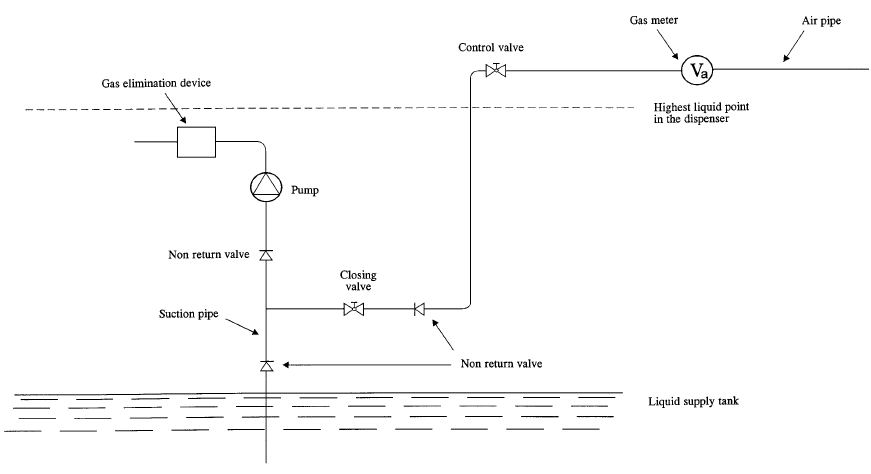 Gas meter
Air pipe
Control valve
Gas elimination device
Va
Highest liquid point
in the dispenser
Pump
Non return valve
Closing
valve
Suction pipe
Non return valve
Liquid supply tank